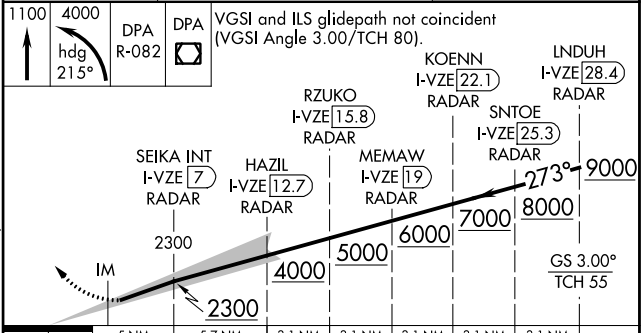 1100
4000
hdg
215°
DPA
R-082
DPA
VGSI and ILS glidepath not coincident
(VGSI Angle 3.00/TCH 80).
LNDUH
I-VZE 28.4
RADAR
KOENN
I-VZE 22.1
RADAR
SNTOE
I-VZE 25.3
RADAR
RZUKO
I-VZE 15.8
RADAR
MEMAW
I-VZE 19
RADAR
SEIKA INT
I-VZE 7
RADAR
HAZIL
I-VZE 12.7
RADAR
273°
9000
8000
7000
6000
5000
4000
2300
2300
IM
GS 3.00°
TCH 55